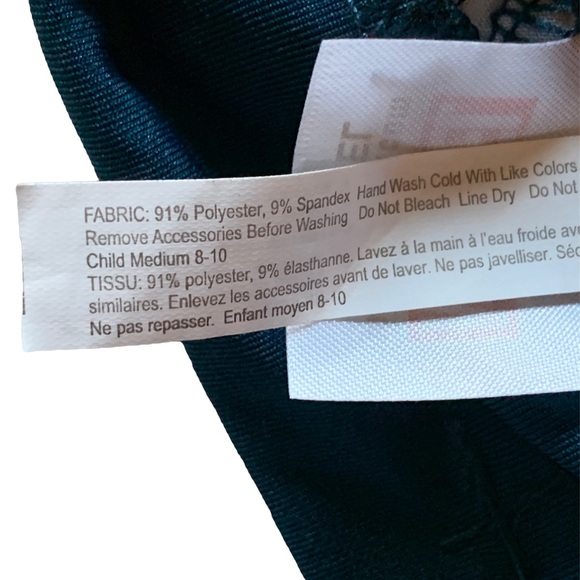 FABRIC: 91% Polyester, 9% Spandex Hand Wash Cold With Like Colors
Remove Accessories Before Washing Do Not Bleach Line Dry Do Not
Child Medium 8-10
TISSU: 91% polyester, 9% élasthanne. Lavez à la main à l'eau froide
similaires. Enlevez les accessoires avant de laver. Ne pas javelliser.
Ne pas repasser. Enfant moyen 8-10